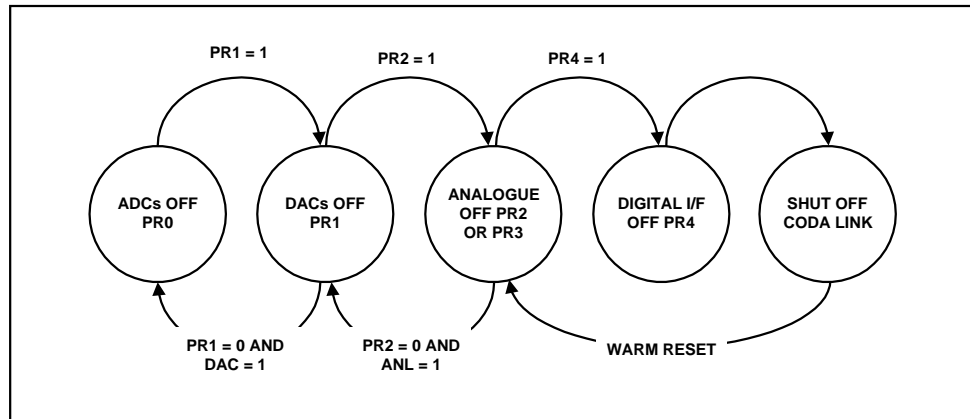 PR1 = 1
PR2 = 1
PR4 = 1
ADCs OFF
PR0
DACs OFF
PR1
ANALOGUE
OFF PR2
OR PR3
DIGITAL I/F
OFF PR4
SHUT OFF
CODA LINK
PR1 = 0 AND
DAC = 1
PR2 = 0 AND
ANL = 1
WARM RESET